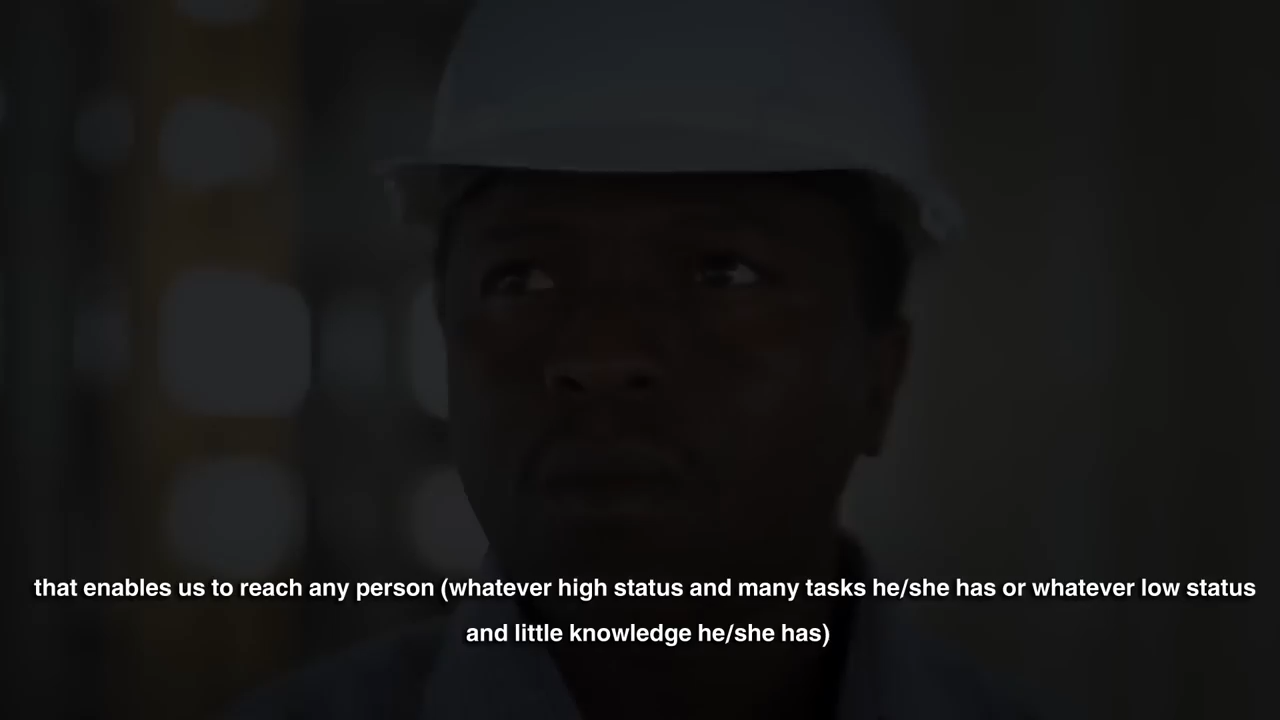 that enables us to reach any person (whatever high status and many tasks he/she has or whatever low status
and little knowledge he/she has)